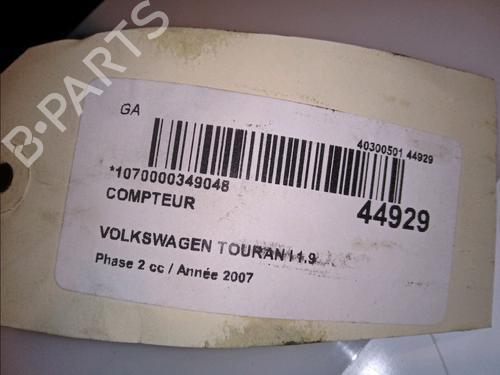 B-PARTS
GA
40300501 44929
*1070000349048
COMPTEUR
44929
VOLKSWAGEN TOURAN I 1.9
Phase 2 cc / Année 2007